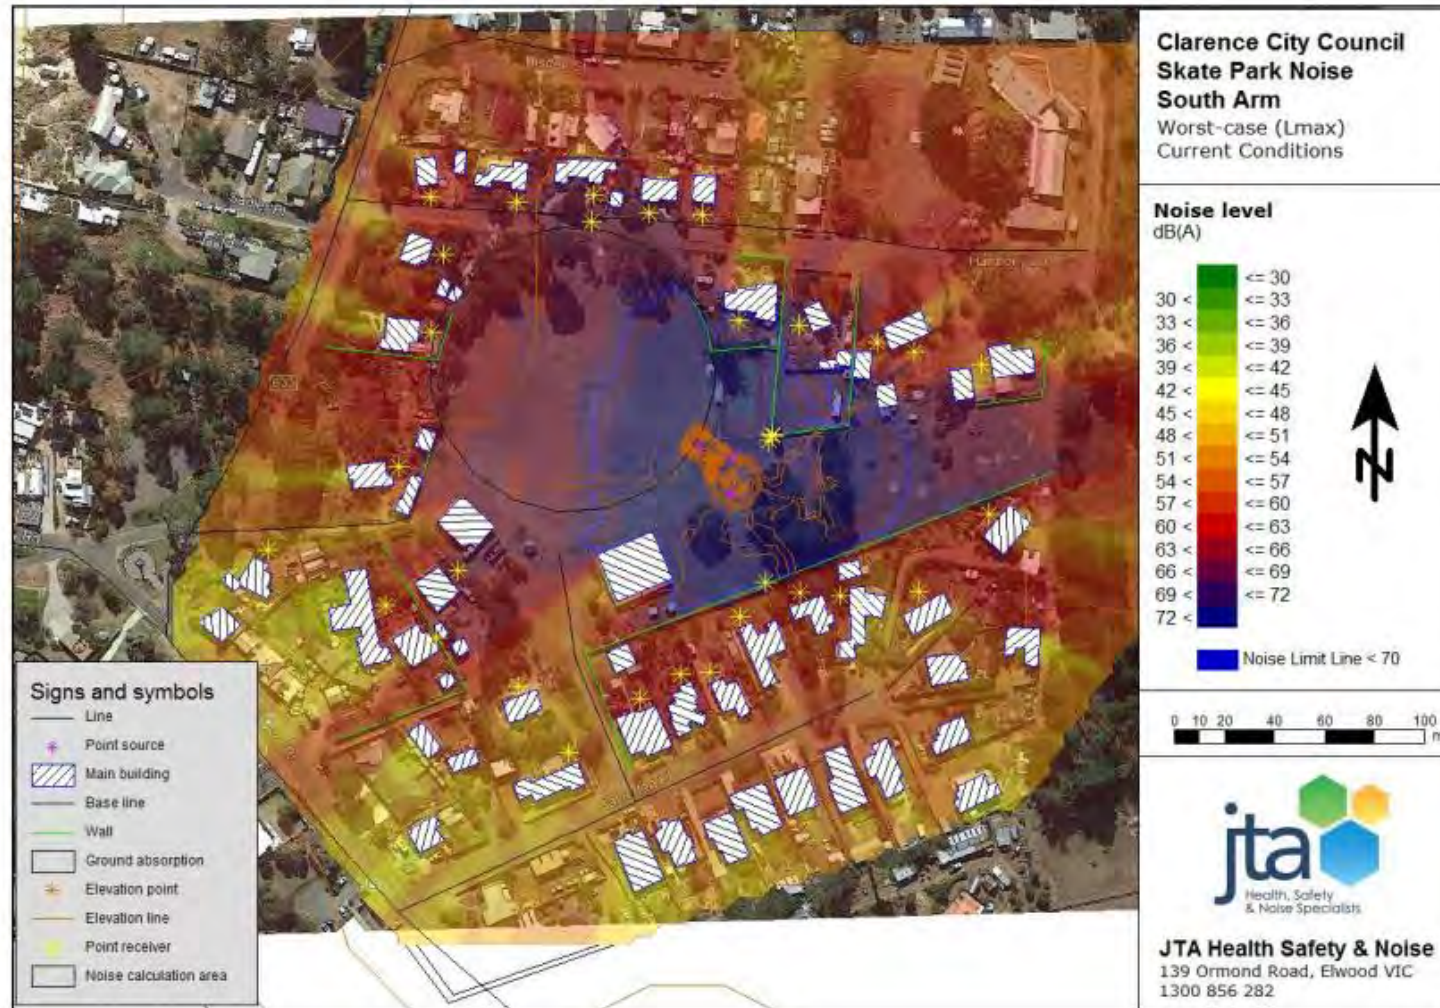 Clarence City Council
Skate Park Noise
South Arm
Worst-case (Lmax)
Current Conditions
Noise level
dB(A)
<= 30
30 < <= 33
33 < <= 36
36 < <= 39
39 < <= 42
42 < <= 45
45 < <= 48
48 < <= 51
51 < <= 54
54 < <= 57
57 < <= 60
60 < <= 63
63 < <= 66
66 < <= 69
69 < <= 72
72 <
Noise Limit Line < 70
N
0 10 20 40 60 80 100
m
jta
Health, Safety
& Noise Specialists
JTA Health Safety & Noise
139 Ormond Road, Elwood VIC
1300 856 282
Signs and symbols
Line
Point source
Main building
Base line
Wall
Ground absorption
Elevation point
Elevation line
Point receiver
Noise calculation area